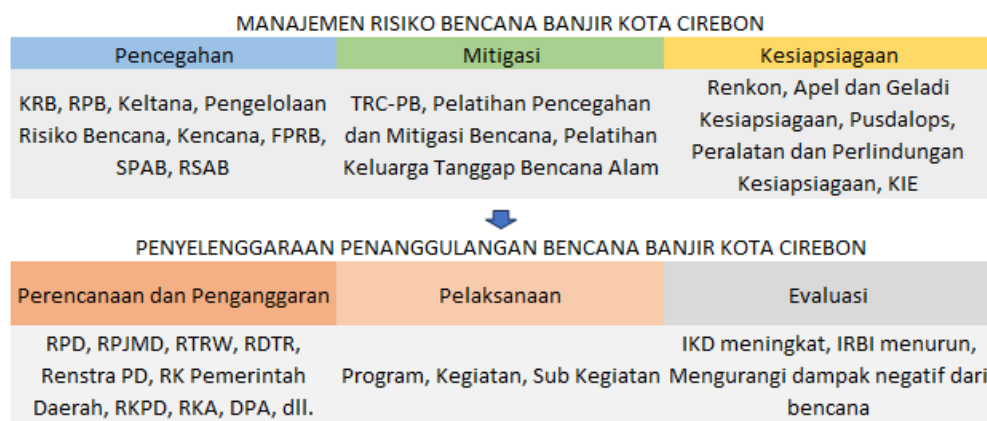 MANAJEMEN RISIKO BENCANA BANJIR KOTA CIREBON
Pencegahan
Mitigasi
Kesiapsiagaan
KRB, RPB, Keltana, Pengelolaan
Risiko Bencana, Kencana, FPRB,
SPAB, RSAB
TRC-PB, Pelatihan Pencegahan
dan Mitigasi Bencana, Pelatihan
Keluarga Tanggap Bencana Alam
Renkon, Apel dan Geladi
Kesiapsiagaan, Pusdalops,
Peralatan dan Perlindungan
Kesiapsiagaan, KIE
PENYELENGGARAAN PENANGGULANGAN BENCANA BANJIR KOTA CIREBON
Perencanaan dan Penganggaran
Pelaksanaan
Evaluasi
RPD, RPJMD, RTRW, RDTR,
Renstra PD, RK Pemerintah
Daerah, RKPD, RKA, DPA, dll.
Program, Kegiatan, Sub Kegiatan
IKD meningkat, IRBI menurun,
Mengurangi dampak negatif dari
bencana